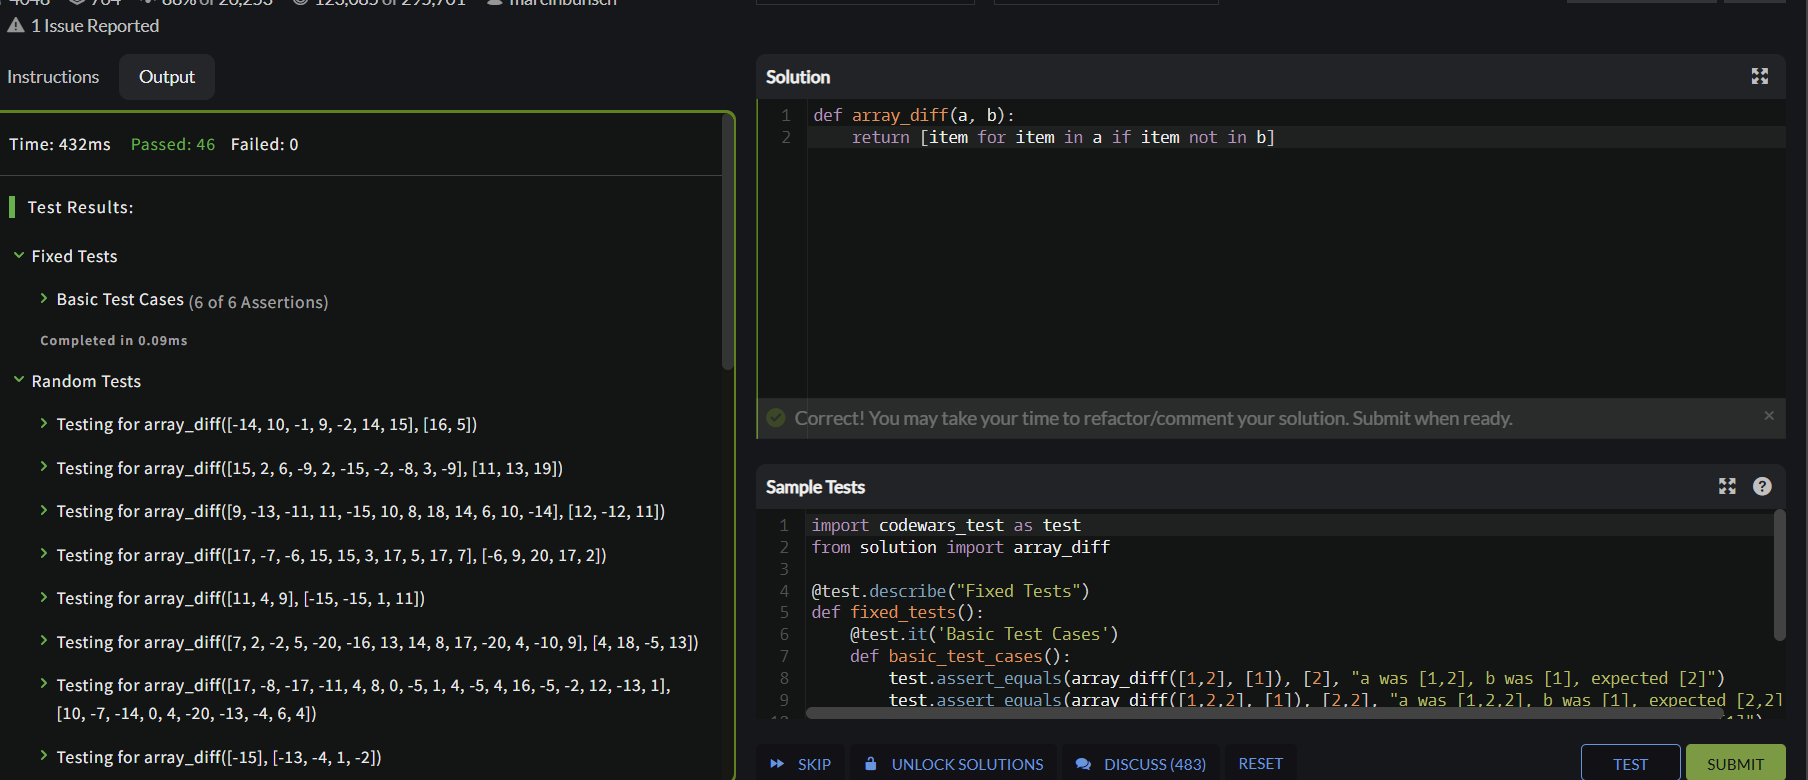 1 Issue Reported
Instructions
Output
Time: 432ms Passed: 46 Failed: 0
Test Results:
Fixed Tests
Basic Test Cases (6 of 6 Assertions)
Completed in 0.09ms
Random Tests
Testing for array_diff([-14, 10, -1, 9, -2, 14, 15], [16, 5])
Testing for array_diff([15, 2, 6, -9, 2, -15, -2, -8, 3, -9], [11, 13, 19])
Testing for array_diff([9, -13, -11, 11, -15, 10, 8, 18, 14, 6, 10, -14], [12, -12, 11])
Testing for array_diff([17, -7, -6, 15, 15, 3, 17, 5, 17, 7], [-6, 9, 20, 17, 2])
Testing for array_diff([11, 4, 9], [-15, -15, 1, 11])
Testing for array_diff([7, 2, -2, 5, -20, -16, 13, 14, 8, 17, -20, 4, -10, 9], [4, 18, -5, 13])
Testing for array_diff([17, -8, -17, -11, 4, 8, 0, -5, 1, 4, -5, 4, 16, -5, -2, 12, -13, 1],
[10, -7, -14, 0, 4, -20, -13, -4, 6, 4])
Testing for array_diff([-15], [-13, -4, 1, -2])
Solution
1 def array_diff(a, b):
2 return [item for item in a if item not in b]
Correct! You may take your time to refactor/comment your solution. Submit when ready.
Sample Tests
1 import codewars_test as test
2 from solution import array_diff
3
4 @test.describe("Fixed Tests")
5 def fixed_tests():
6 @test.it('Basic Test Cases')
7 def basic_test_cases():
8 test.assert_equals(array_diff([1,2], [1]), [2], "a was [1,2], b was [1], expected [2]")
9 test.assert_equals(array_diff([1,2,2], [1]), [2,2], "a was [1,2,2], b was [1], expected [2,2]
SKIP
UNLOCK SOLUTIONS
DISCUSS (483)
RESET
TEST
SUBMIT